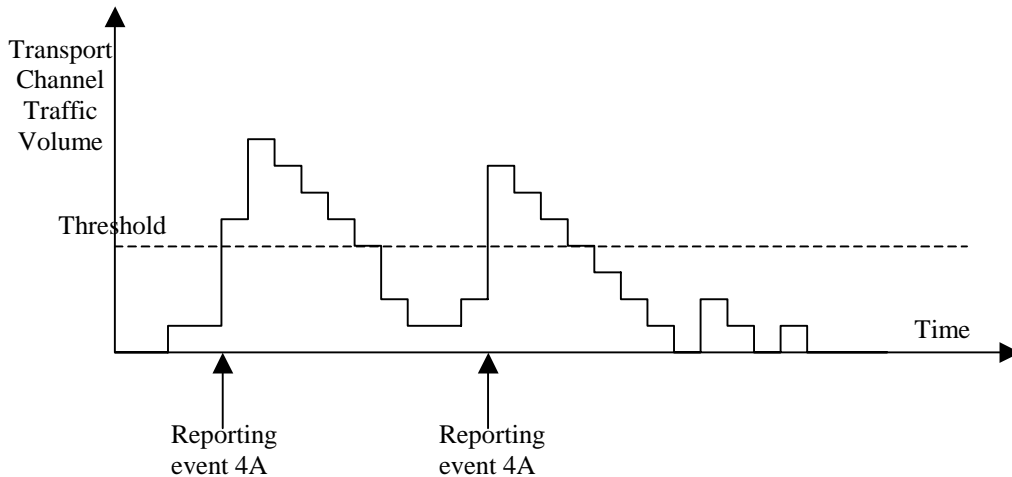 Transport
Channel
Traffic
Volume
Threshold
Time
Reporting
event 4A
Reporting
event 4A